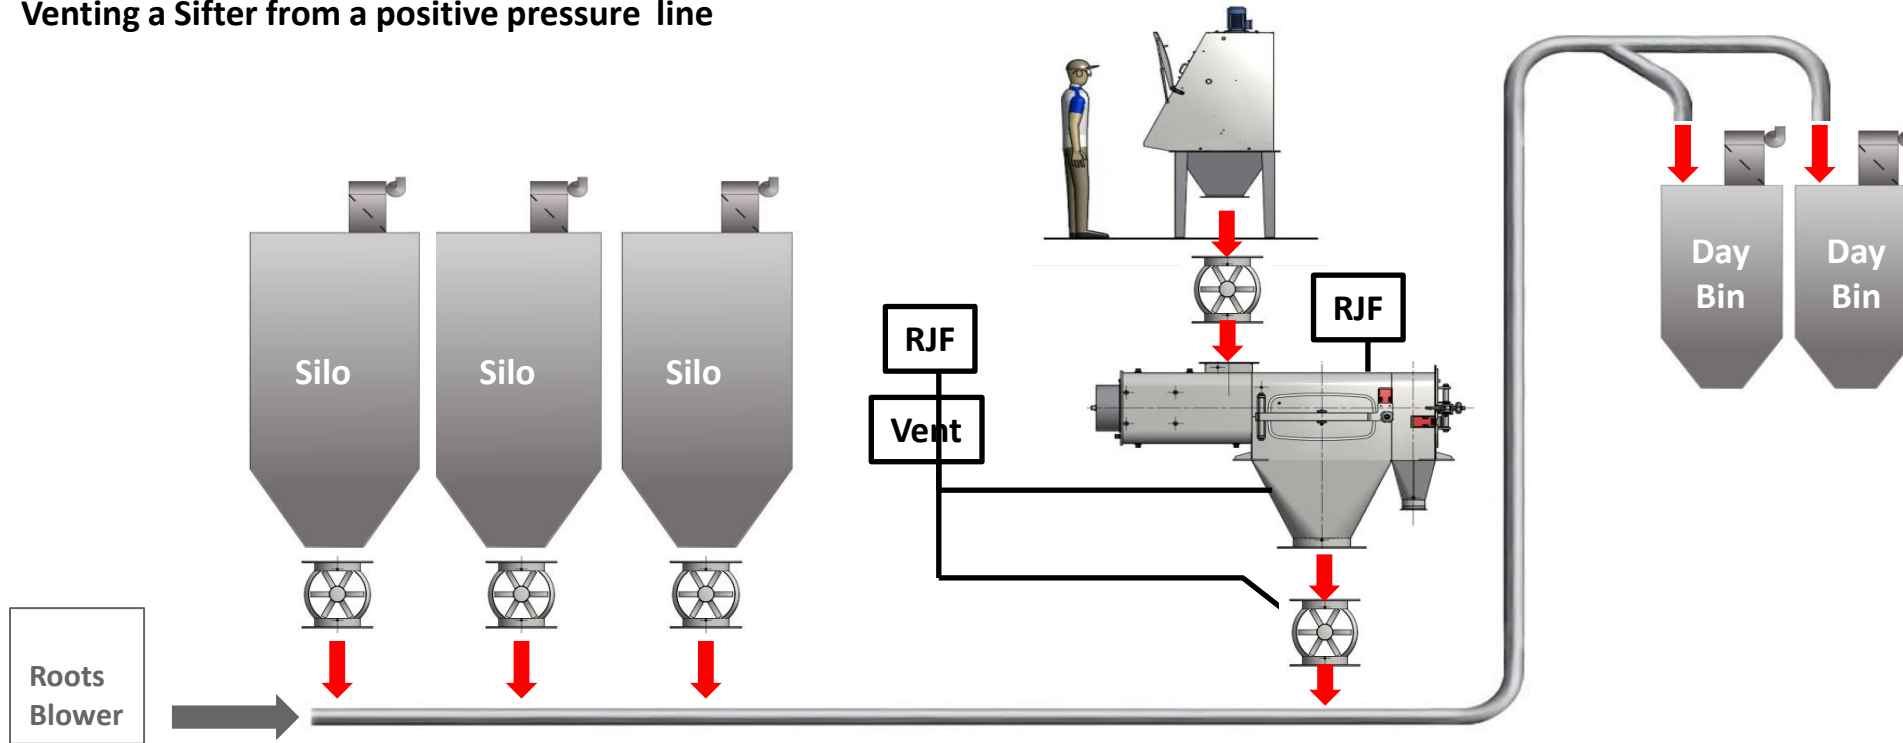 Venting a Sifter from a positive pressure line
RJF
RJF
Vent
Silo
Silo
Silo
Day
Bin
Day
Bin
Roots
Blower